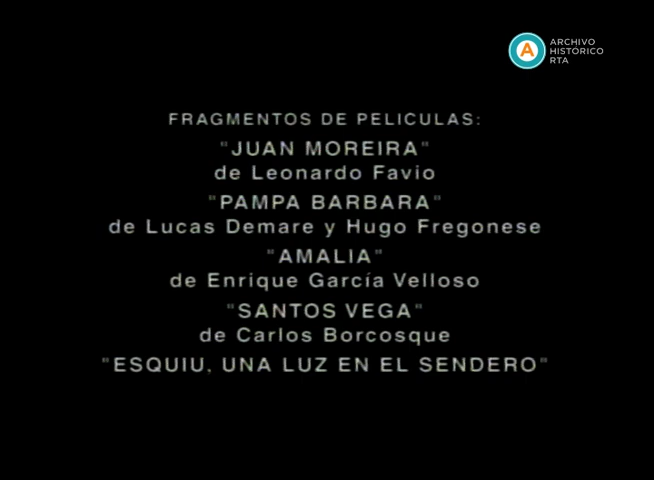 A
ARCHIVO
HISTORICO
RTA
FRAGMENTOS DE PELICULAS:
"JUAN MOREIRA"
de Leonardo Favio
"PAMPA BARBARA"
de Lucas Demare y Hugo Fregonese
"AMALIA"
de Enrique García Velloso
"SANTOS VEGA"
de Carlos Borcosque
"ESQUIU, UNA LUZ EN EL SENDERO"